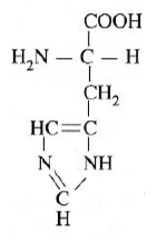 COOH
H₂N – C – H
CH₂
HC=C
N NH
C
H